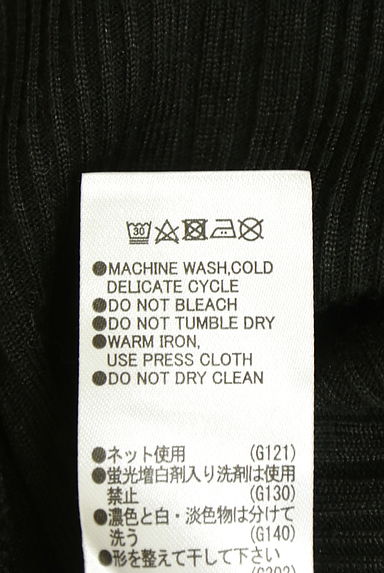 30
●MACHINE WASH,COLD
DELICATE CYCLE
●DO NOT BLEACH
●DO NOT TUMBLE DRY
●WARM IRON,
USE PRESS CLOTH
●DO NOT DRY CLEAN
●ネット使用 (G121)
●蛍光増白剤入り洗剤は使用
禁止 (G130)
●濃色と白・淡色物は分けて
洗う (G140)
●形を整えて干して下さい